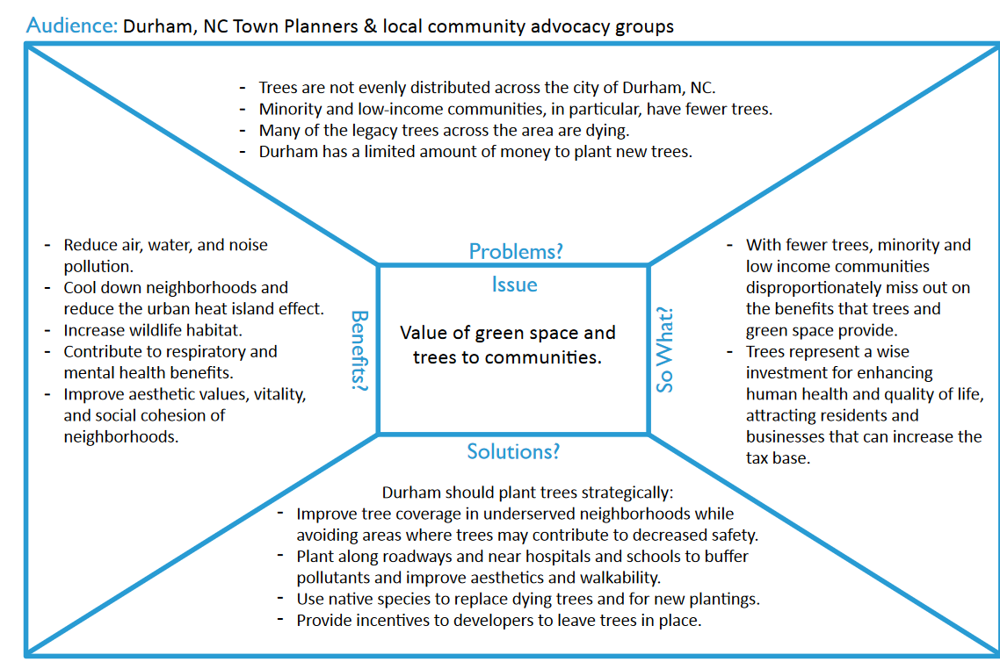 Audience: Durham, NC Town Planners & local community advocacy groups
- Trees are not evenly distributed across the city of Durham, NC.
- Minority and low-income communities, in particular, have fewer trees.
- Many of the legacy trees across the area are dying.
- Durham has a limited amount of money to plant new trees.
Problems?
Issue
Value of green space and
trees to communities.
Benefits?
- Reduce air, water, and noise
pollution.
- Cool down neighborhoods and
reduce the urban heat island effect.
- Increase wildlife habitat.
- Contribute to respiratory and
mental health benefits.
- Improve aesthetic values, vitality,
and social cohesion of
neighborhoods.
So What?
- With fewer trees, minority and
low income communities
disproportionately miss out on
the benefits that trees and
green space provide.
- Trees represent a wise
investment for enhancing
human health and quality of life,
attracting residents and
businesses that can increase the
tax base.
Solutions?
Durham should plant trees strategically:
- Improve tree coverage in underserved neighborhoods while
avoiding areas where trees may contribute to decreased safety.
- Plant along roadways and near hospitals and schools to buffer
pollutants and improve aesthetics and walkability.
- Use native species to replace dying trees and for new plantings.
- Provide incentives to developers to leave trees in place.